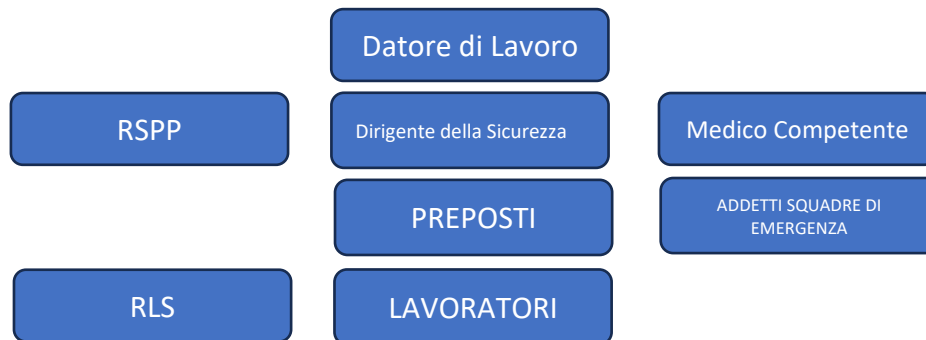 Datore di Lavoro
RSPP
Dirigente della Sicurezza
Medico Competente
PREPOSTI
ADDETTI SQUADRE DI
EMERGENZA
RLS
LAVORATORI